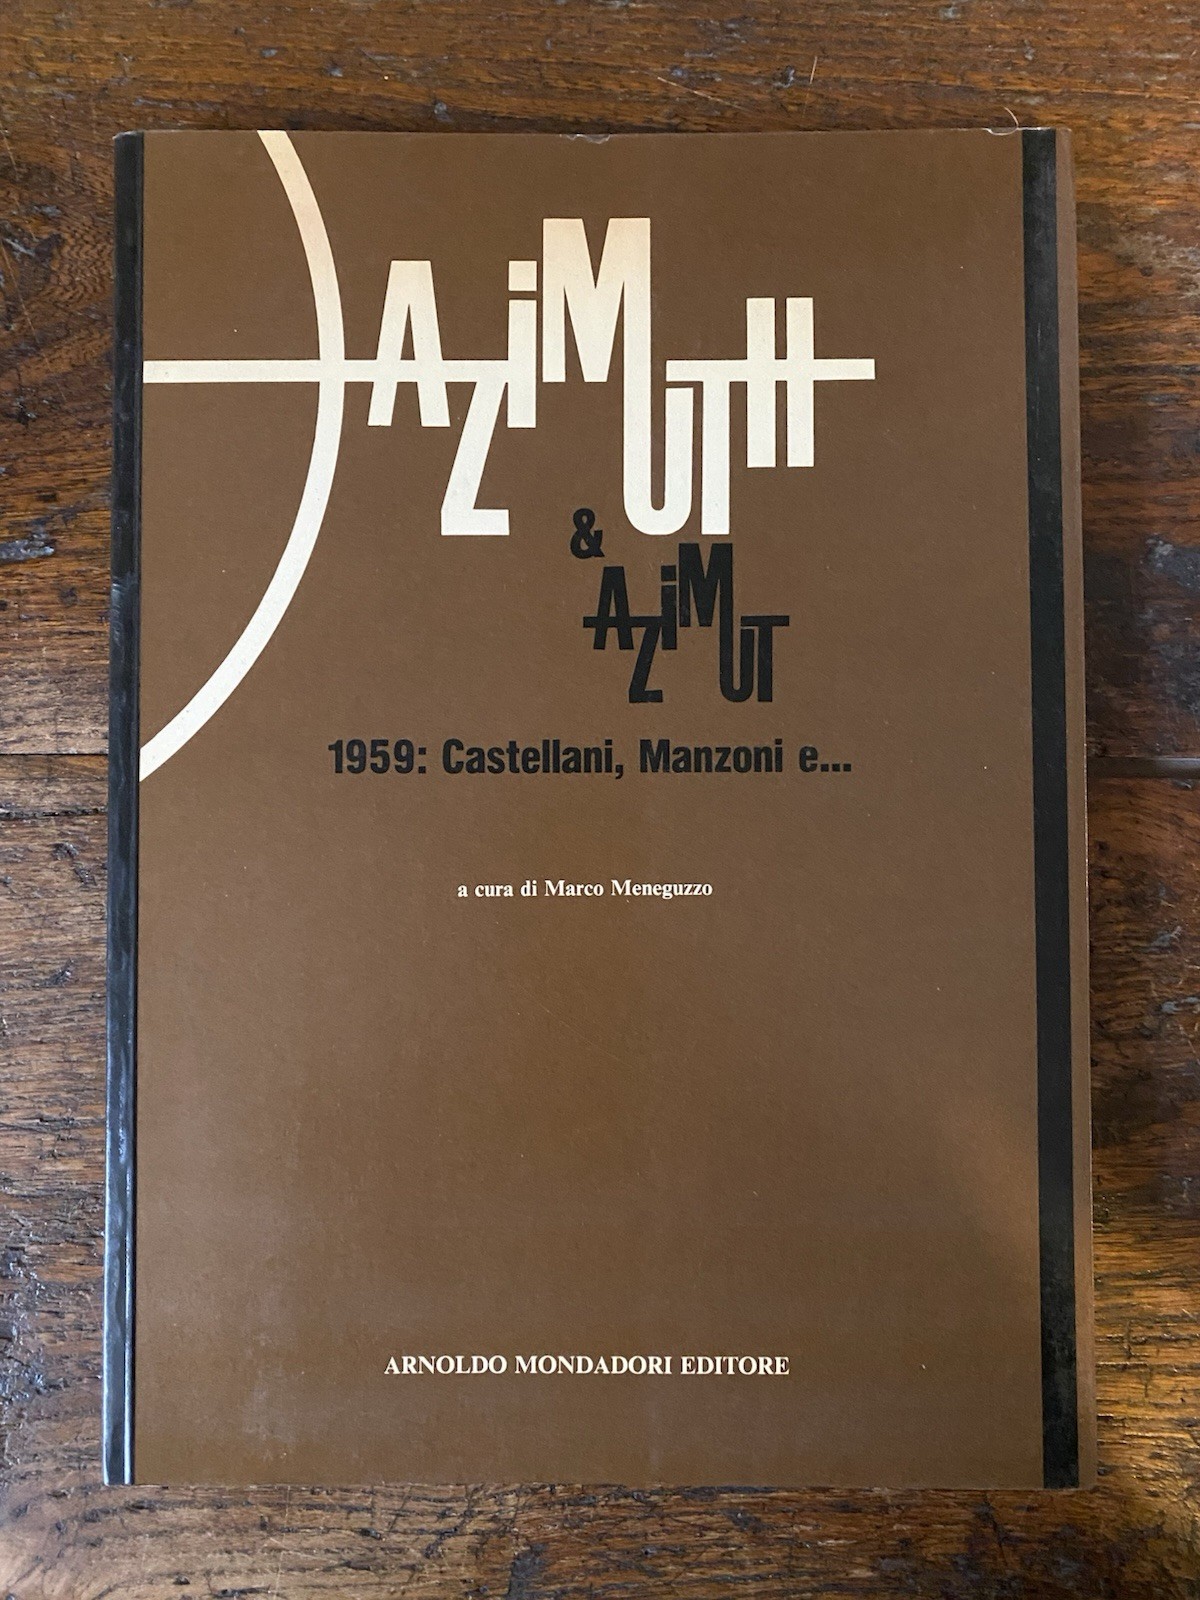 AZiMUTH
&
AZiMUT
1959: Castellani, Manzoni e...
a cura di Marco Meneguzzo
ARNOLDO MONDADORI EDITORE